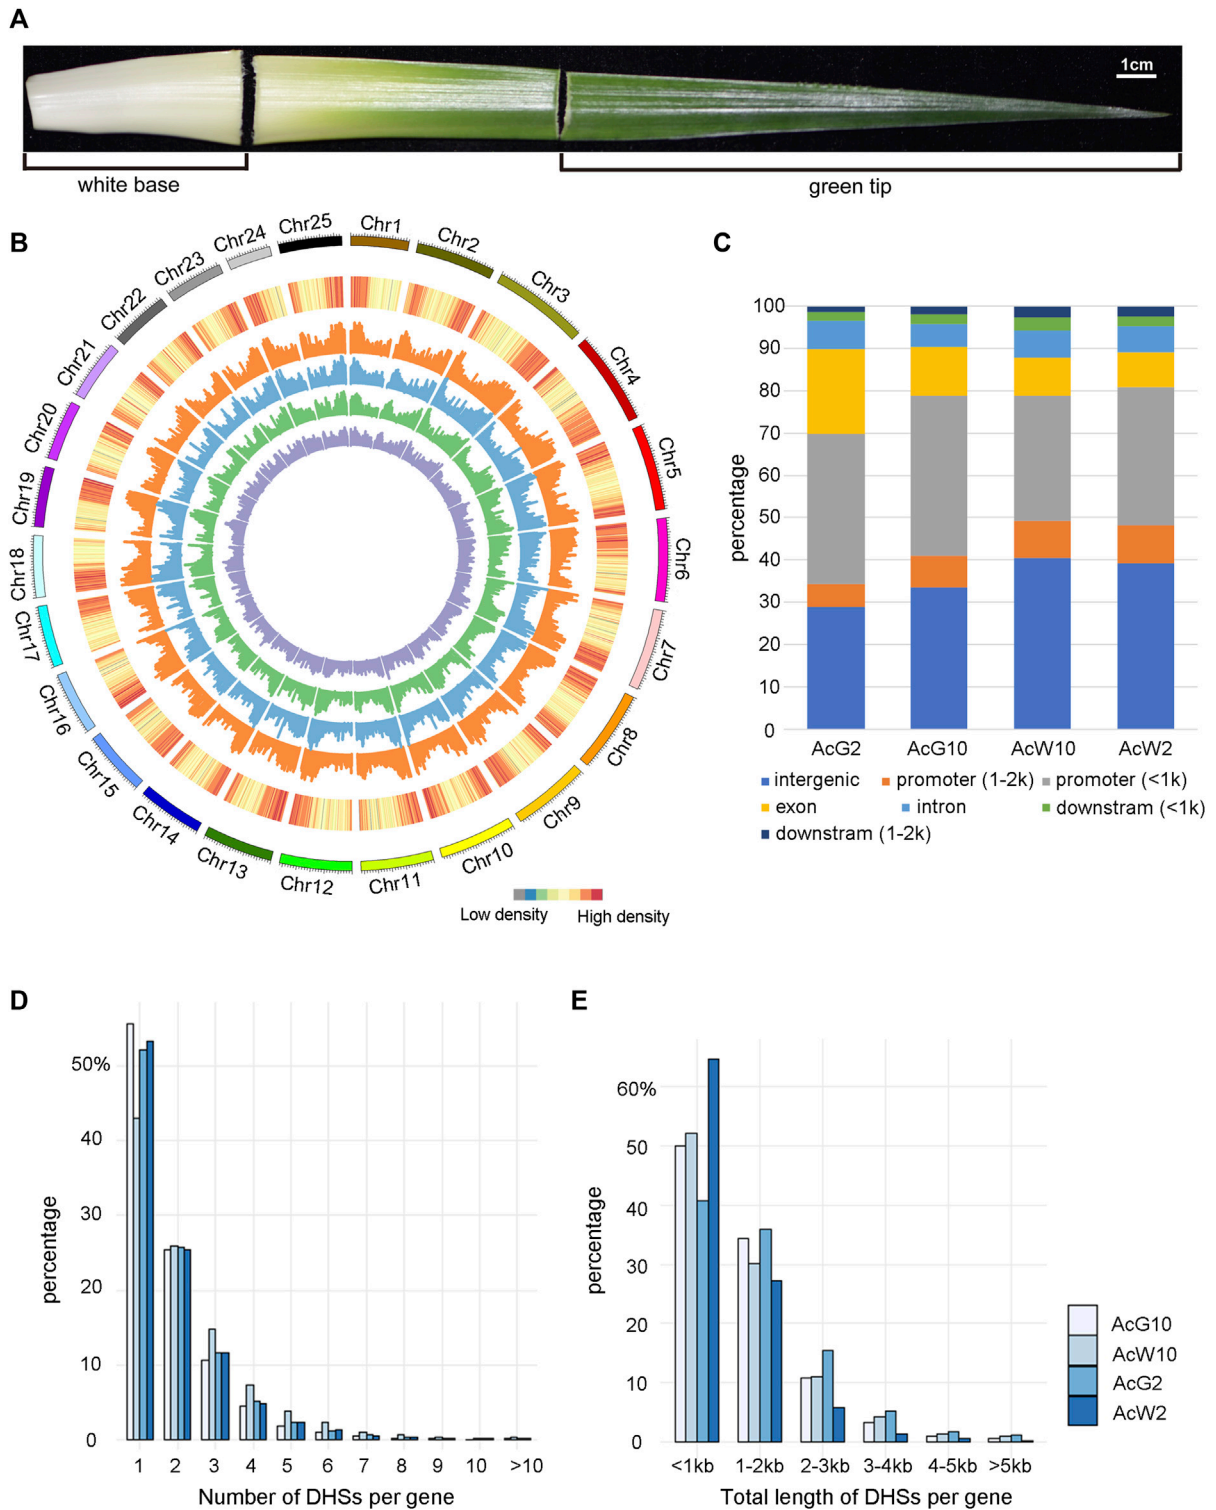 A
1cm
white base
green tip
B
Chr1
Chr2
Chr3
Chr4
Chr5
Chr6
Chr7
Chr8
Chr9
Chr10
Chr11
Chr12
Chr13
Chr14
Chr15
Chr16
Chr17
Chr18
Chr19
Chr20
Chr21
Chr22
Chr23
Chr24
Chr25
Low density
High density
C
percentage
100
90
80
70
60
50
40
30
20
10
0
AcG2 AcG10 AcW10 AcW2
intergenic promoter (1-2k) promoter (<1k)
exon intron downstram (<1k)
downstram (1-2k)
D
percentage
50%
40
30
20
10
0
1 2 3 4 5 6 7 8 9 10 >10
Number of DHSs per gene
E
percentage
60%
50
40
30
20
10
0
<1kb 1-2kb 2-3kb 3-4kb 4-5kb >5kb
Total length of DHSs per gene
AcG10
AcW10
AcG2
AcW2